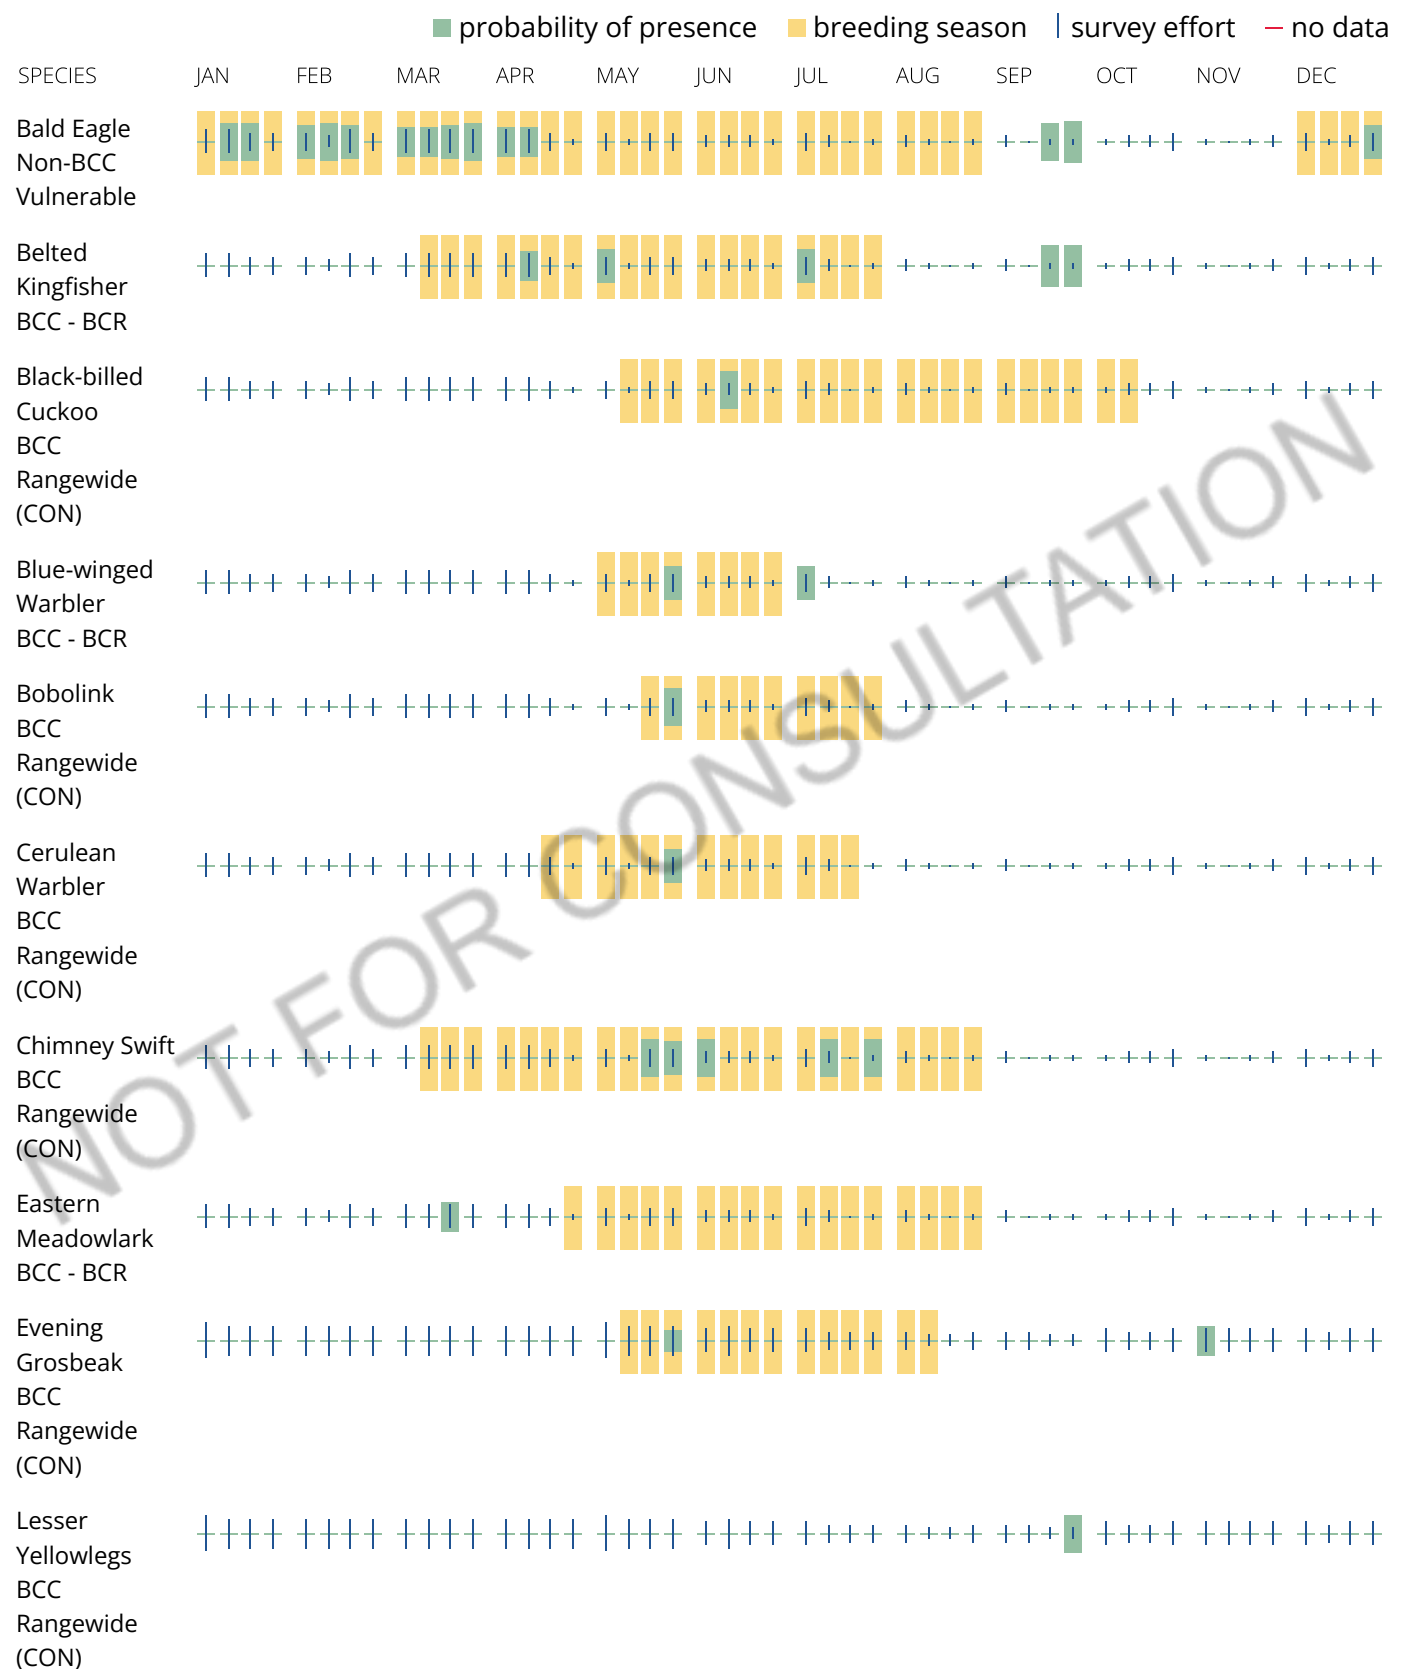 probability of presence breeding season survey effort no data
SPECIES JAN FEB MAR APR MAY JUN JUL AUG SEP OCT NOV DEC
Bald Eagle
Non-BCC
Vulnerable
Belted
Kingfisher
BCC - BCR
Black-billed
Cuckoo
BCC
Rangewide
(CON)
Blue-winged
Warbler
BCC - BCR
Bobolink
BCC
Rangewide
(CON)
Cerulean
Warbler
BCC
Rangewide
(CON)
Chimney Swift
BCC
Rangewide
(CON)
Eastern
Meadowlark
BCC - BCR
Evening
Grosbeak
BCC
Rangewide
(CON)
Lesser
Yellowlegs
BCC
Rangewide
(CON)
NOT FOR CONSULTATION